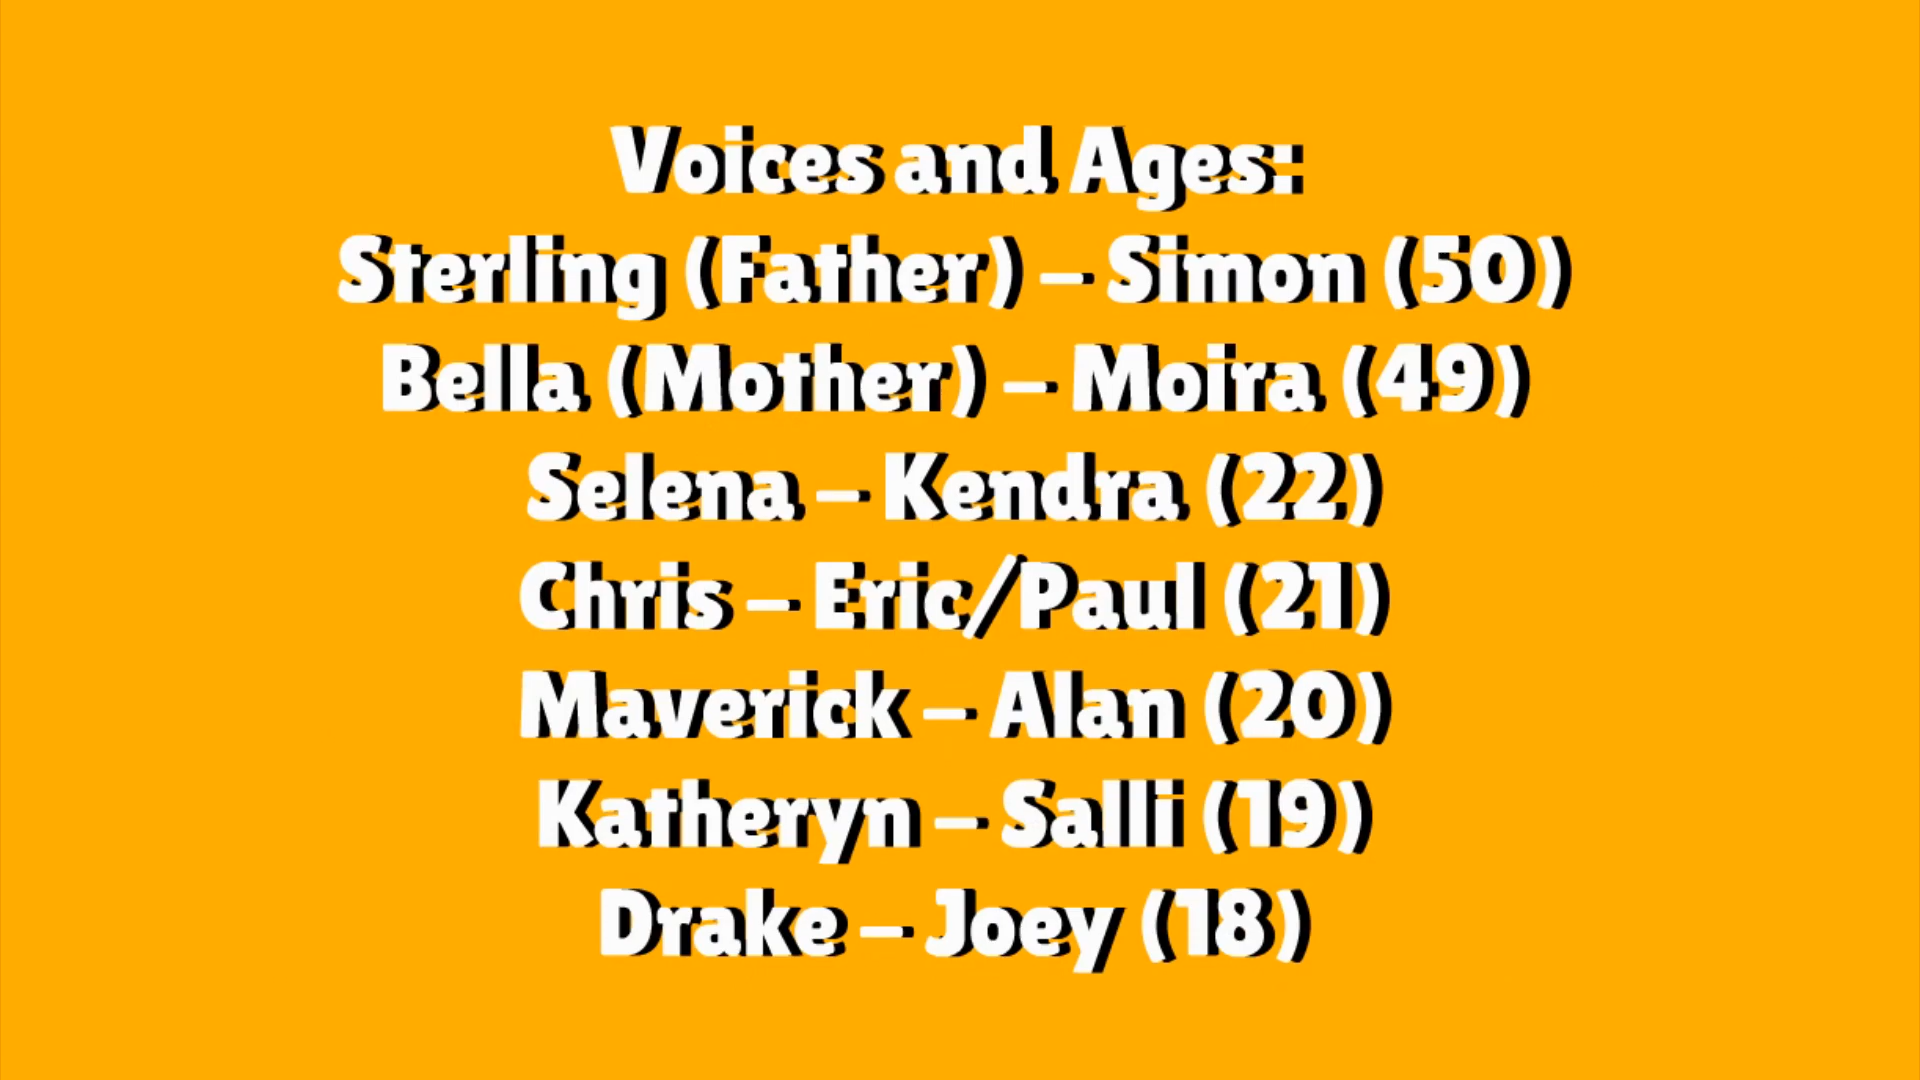 Voices and Ages:
Sterling (Father) – Simon (50)
Bella (Mother) – Moira (49)
Selena – Kendra (22)
Chris – Eric/Paul (21)
Maverick – Alan (20)
Katheryn – Salli (19)
Drake – Joey (18)